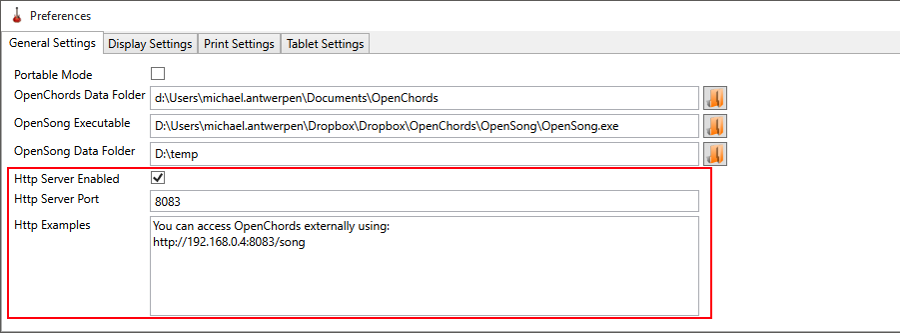 Preferences
General Settings Display Settings Print Settings Tablet Settings
Portable Mode
OpenChords Data Folder d:\Users\michael.antwerpen\Documents\OpenChords
OpenSong Executable D:\Users\michael.antwerpen\Dropbox\Dropbox\OpenChords\OpenSong\OpenSong.exe
OpenSong Data Folder D:\temp
Http Server Enabled
Http Server Port 8083
Http Examples You can access OpenChords externally using:
http://192.168.0.4:8083/song